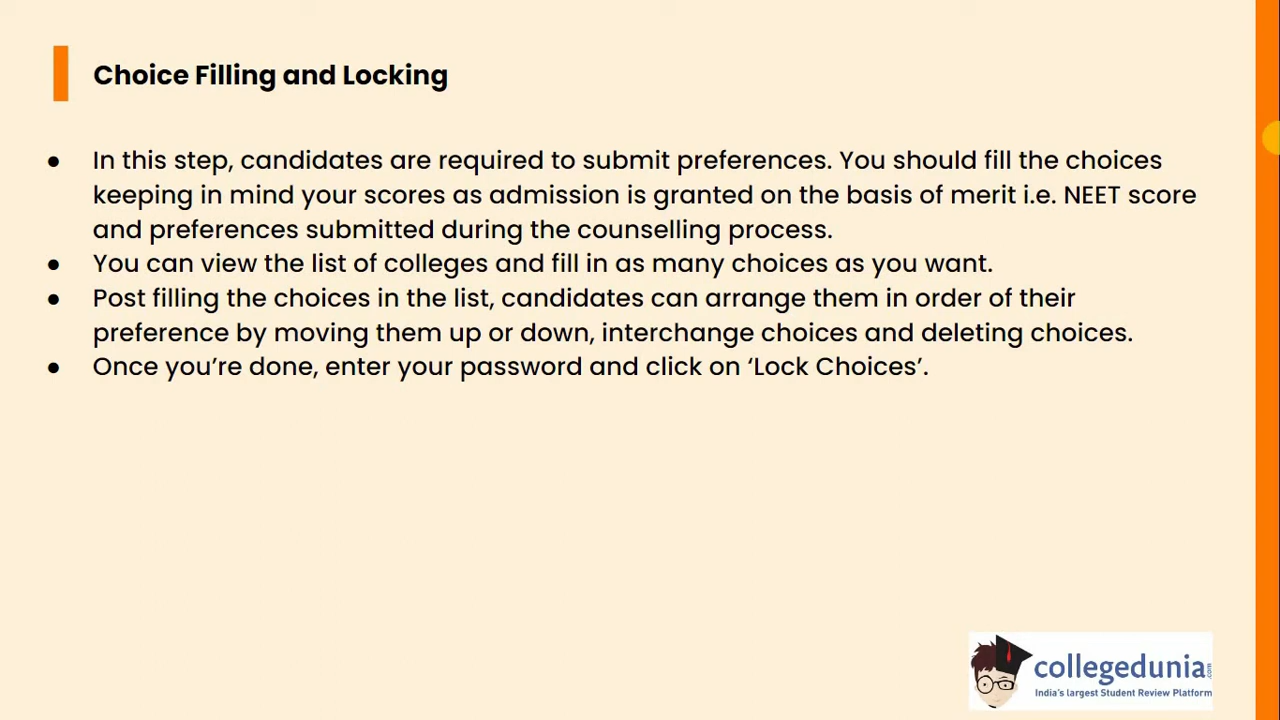 Choice Filling and Locking
● In this step, candidates are required to submit preferences. You should fill the choices
keeping in mind your scores as admission is granted on the basis of merit i.e. NEET score
and preferences submitted during the counselling process.
● You can view the list of colleges and fill in as many choices as you want.
● Post filling the choices in the list, candidates can arrange them in order of their
preference by moving them up or down, interchange choices and deleting choices.
● Once you’re done, enter your password and click on ‘Lock Choices’.
collegedunia.com
India’s largest Student Review Platform